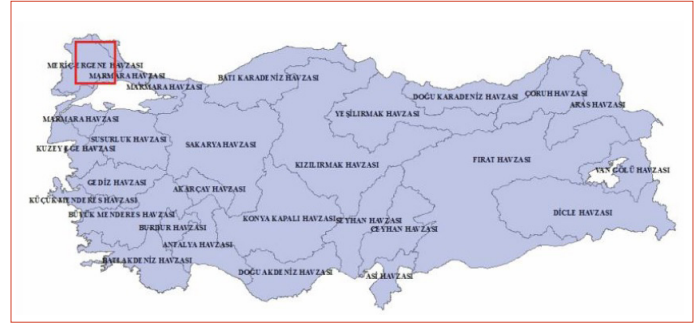 MERİÇ-ERGENE HAVZASI
MARMARA HAVZASI
MARMARA HAVZASI
BATI KARADENİZ HAVZASI
DOĞU KARADENİZ HAVZASI
ÇORUH HAVZASI
ARAS HAVZASI
MARMARA HAVZASI
YEŞİLIRMAK HAVZASI
SUSURLUK HAVZASI
SAKARYA HAVZASI
KUZEY EGE HAVZASI
KIZILIRMAK HAVZASI
FIRAT HAVZASI
VAN GÖLÜ HAVZASI
GEDİZ HAVZASI
AKARÇAY HAVZASI
KÜÇÜK MENDERES HAVZASI
BÜYÜK MENDERES HAVZASI
KONYA KAPALI HAVZASI
SEYHAN HAVZASI
DİCLE HAVZASI
BURDUR HAVZASI
CEYHAN HAVZASI
ANTALYA HAVZASI
BATI AKDENİZ HAVZASI
DOĞU AKDENİZ HAVZASI
ASİ HAVZASI